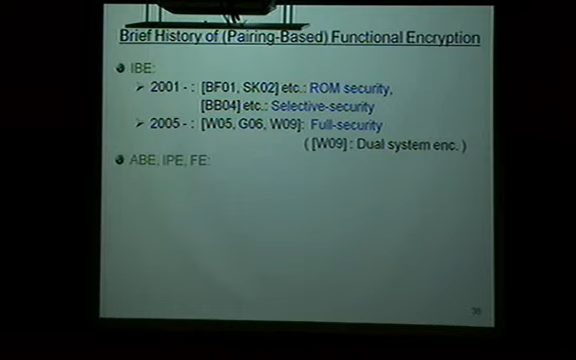 Brief History of (Pairing-Based) Functional Encryption
IBE:
2001 - : [BF01, SK02] etc.: ROM security,
[BB04] etc.: Selective-security
2005 - : [W05, G06, W09]: Full-security
( [W09] : Dual system enc. )
ABE, IPE, FE: